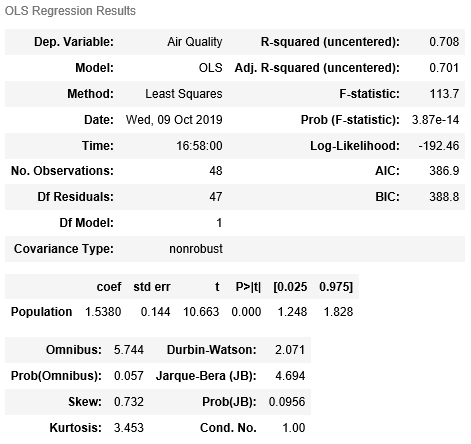 OLS Regression Results
Dep. Variable: Air Quality R-squared (uncentered): 0.708
Model: OLS Adj. R-squared (uncentered): 0.701
Method: Least Squares F-statistic: 113.7
Date: Wed, 09 Oct 2019 Prob (F-statistic): 3.87e-14
Time: 16:58:00 Log-Likelihood: -192.46
No. Observations: 48 AIC: 386.9
Df Residuals: 47 BIC: 388.8
Df Model: 1
Covariance Type: nonrobust
coef std err t P>|t| [0.025 0.975]
Population 1.5380 0.144 10.663 0.000 1.248 1.828
Omnibus: 5.744 Durbin-Watson: 2.071
Prob(Omnibus): 0.057 Jarque-Bera (JB): 4.694
Skew: 0.732 Prob(JB): 0.0956
Kurtosis: 3.453 Cond. No. 1.00